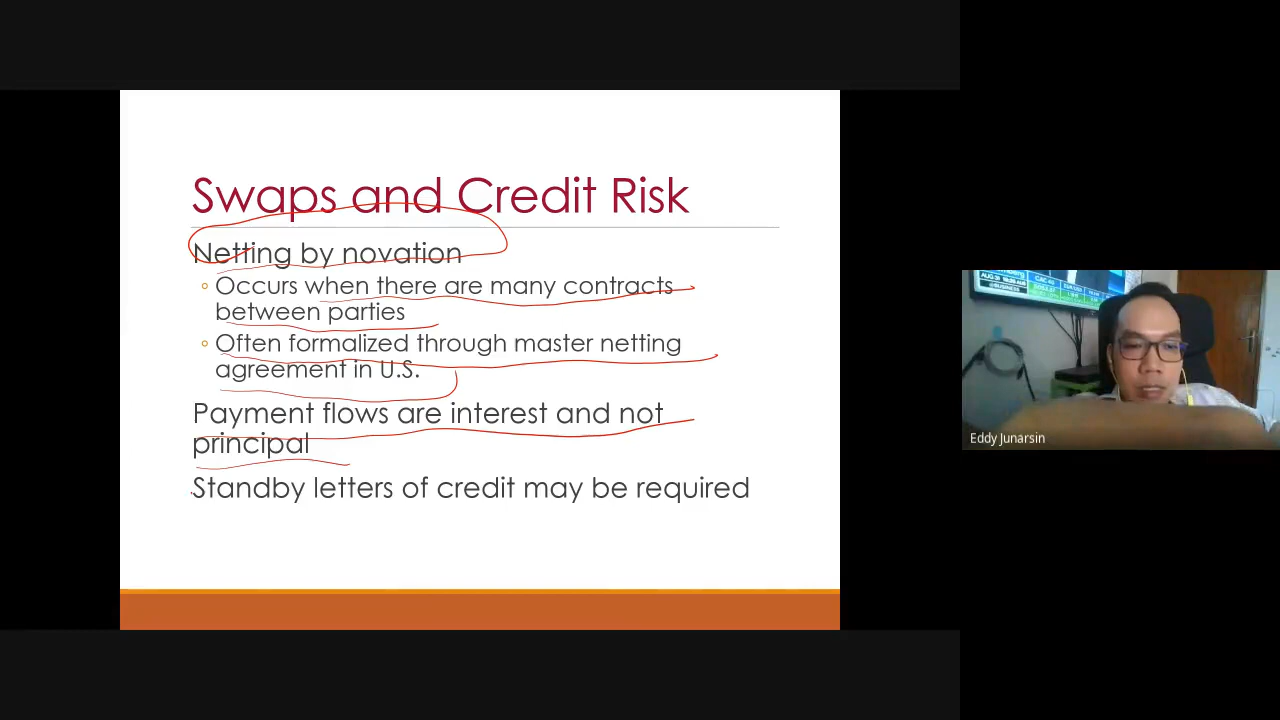 Swaps and Credit Risk
Netting by novation
◦ Occurs when there are many contracts
between parties
◦ Often formalized through master netting
agreement in U.S.
Payment flows are interest and not
principal
Standby letters of credit may be required
Eddy Junarsin